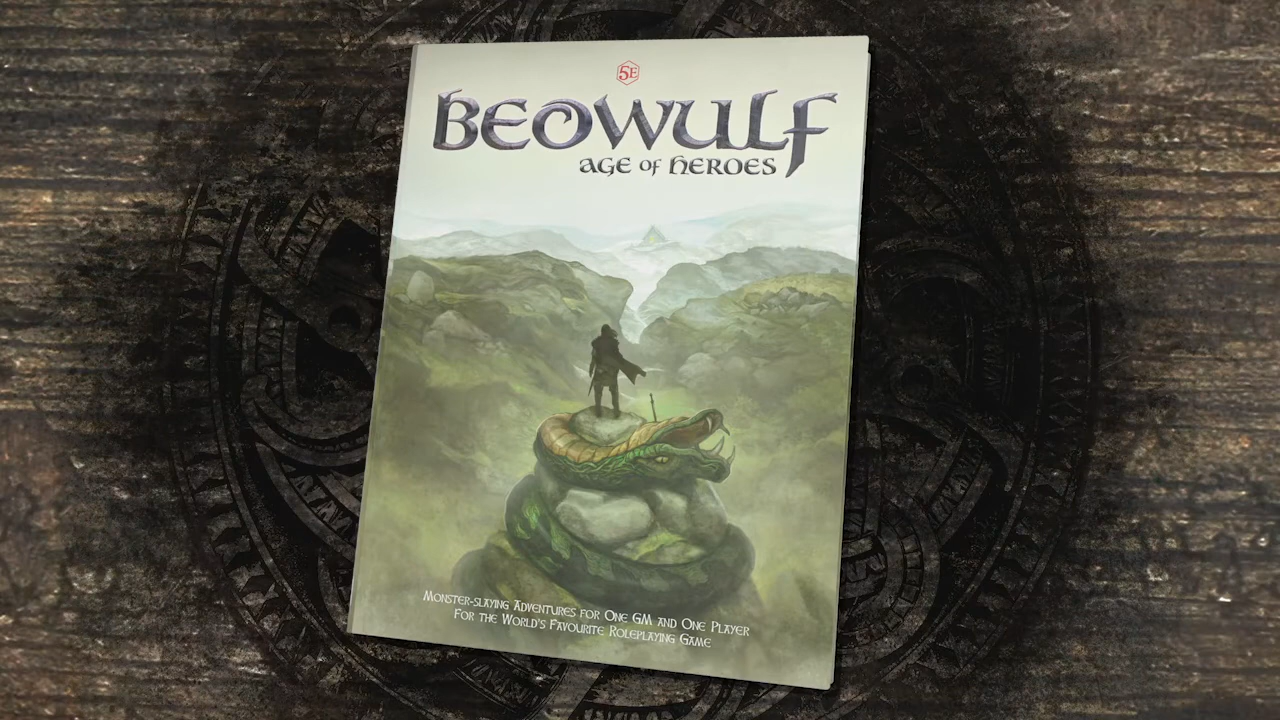 5E
BEOWULF
AGE OF HEROES
MONSTER-SLAYING ADVENTURES FOR ONE GM AND ONE PLAYER
FOR THE WORLD'S FAVOURITE ROLEPLAYING GAME